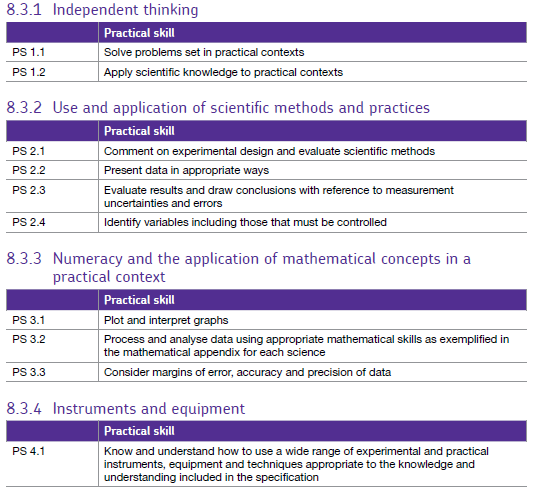 8.3.1 Independent thinking
Practical skill
PS 1.1 Solve problems set in practical contexts
PS 1.2 Apply scientific knowledge to practical contexts
8.3.2 Use and application of scientific methods and practices
Practical skill
PS 2.1 Comment on experimental design and evaluate scientific methods
PS 2.2 Present data in appropriate ways
PS 2.3 Evaluate results and draw conclusions with reference to measurement
uncertainties and errors
PS 2.4 Identify variables including those that must be controlled
8.3.3 Numeracy and the application of mathematical concepts in a
practical context
Practical skill
PS 3.1 Plot and interpret graphs
PS 3.2 Process and analyse data using appropriate mathematical skills as exemplified in
the mathematical appendix for each science
PS 3.3 Consider margins of error, accuracy and precision of data
8.3.4 Instruments and equipment
Practical skill
PS 4.1 Know and understand how to use a wide range of experimental and practical
instruments, equipment and techniques appropriate to the knowledge and
understanding included in the specification